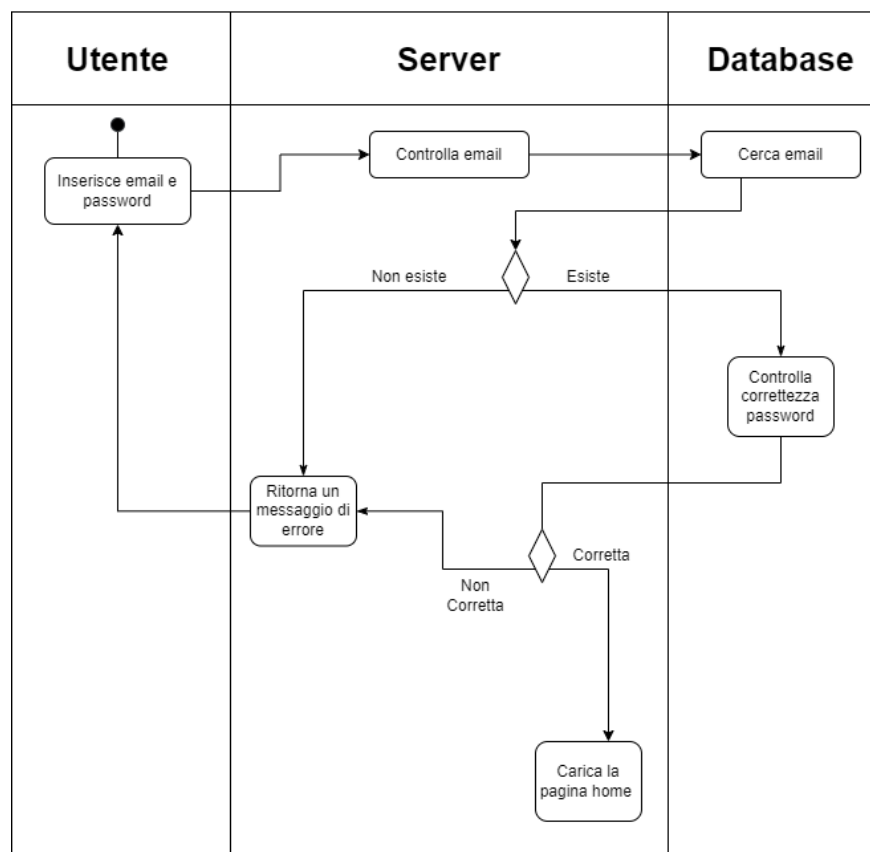 Utente
Server
Database
Inserisce email e
password
Controlla email
Cerca email
Non esiste
Esiste
Controlla
correttezza
password
Ritorna un
messaggio di
errore
Non
Corretta
Corretta
Carica la
pagina home